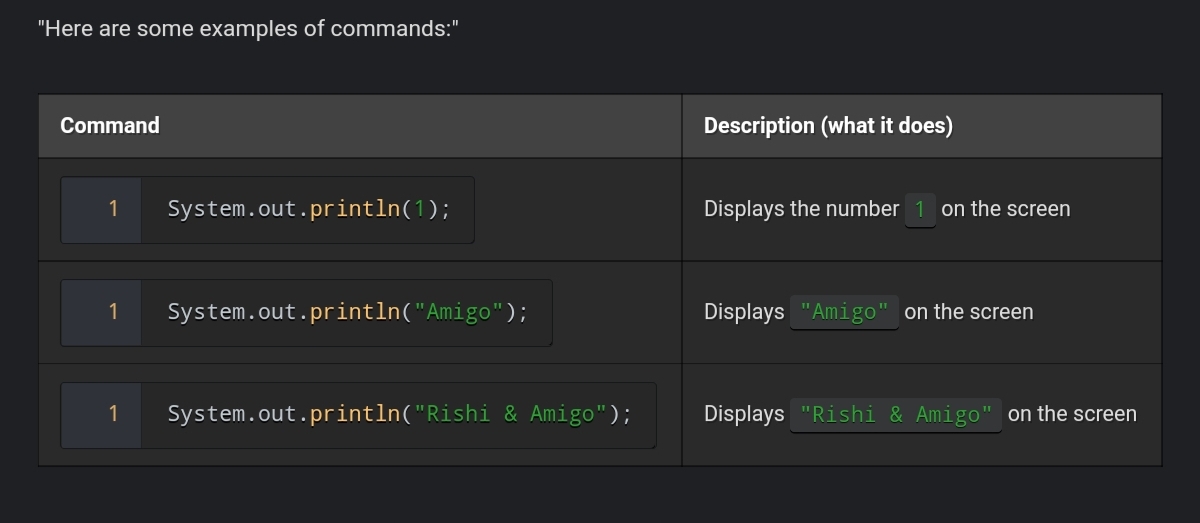 "Here are some examples of commands:"
Command Description (what it does)
1 System.out.println(1); Displays the number 1 on the screen
1 System.out.println("Amigo"); Displays "Amigo" on the screen
1 System.out.println("Rishi & Amigo"); Displays "Rishi & Amigo" on the screen